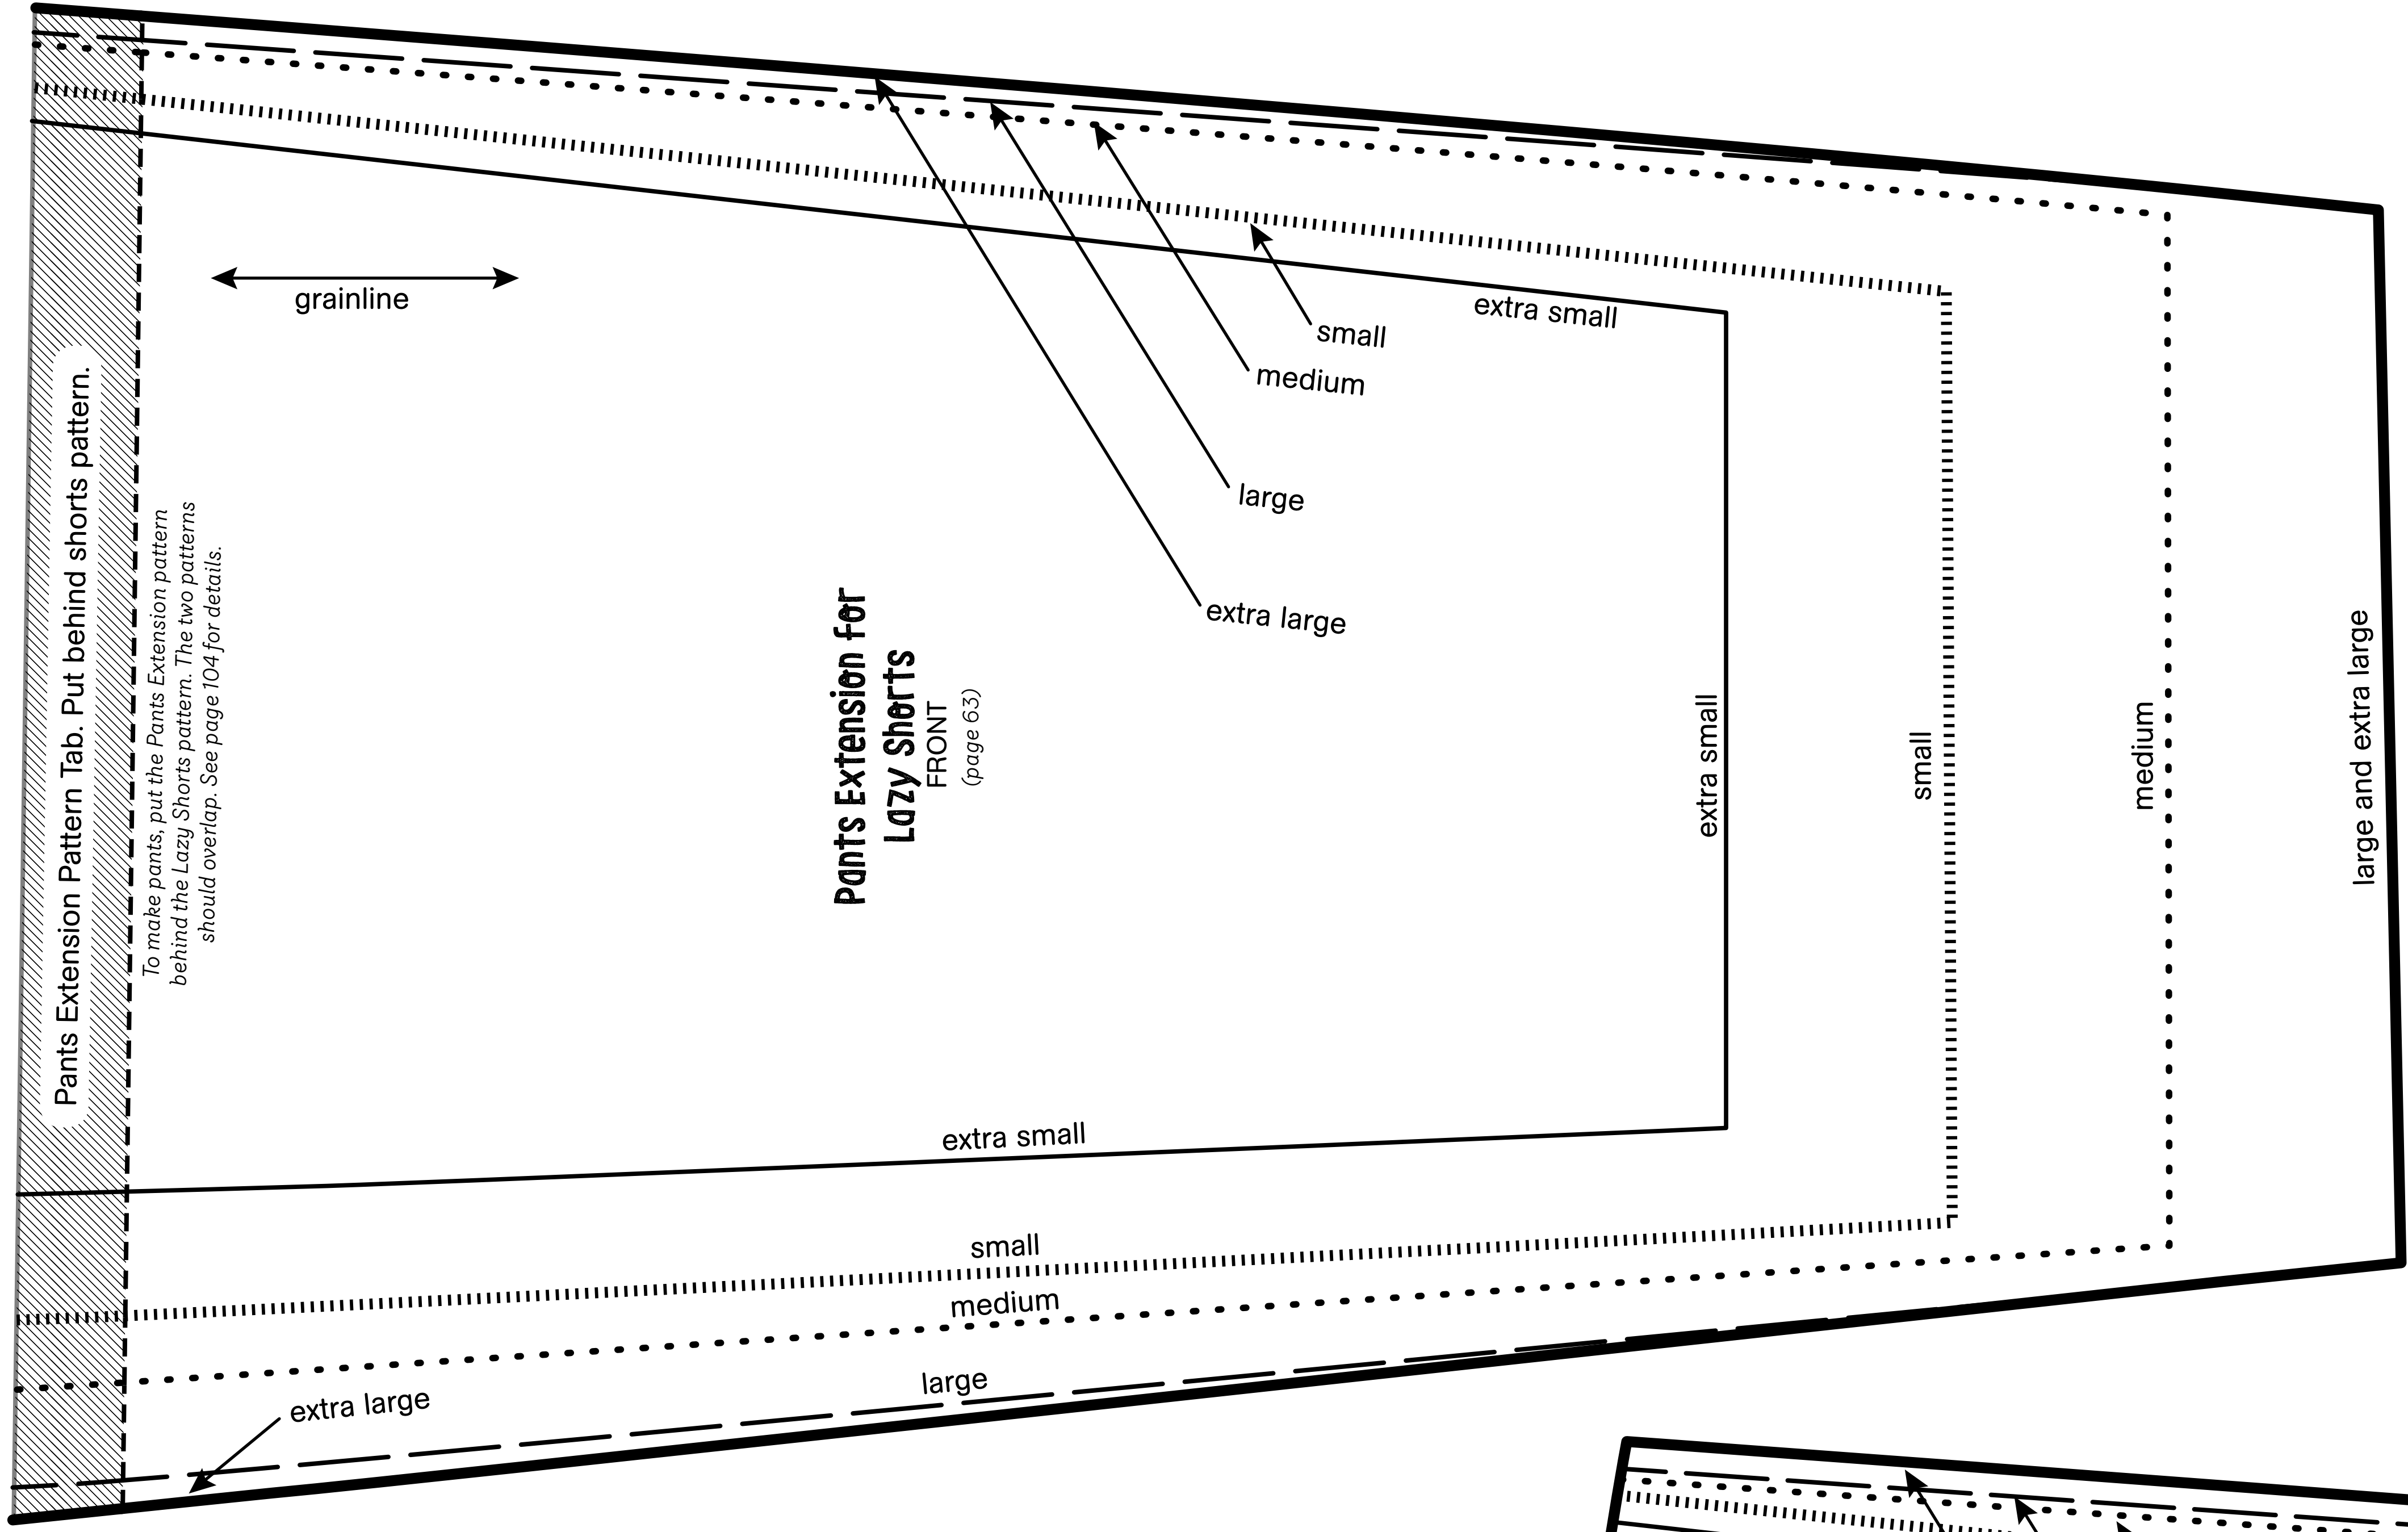 Pants Extension Pattern Tab. Put behind shorts pattern.
To make pants, put the Pants Extension pattern
behind the Lazy Shorts pattern. The two patterns
should overlap. See page 104 for details.
grainline
Pants Extension for
Lazy Shorts
FRONT
(page 63)
extra small
small
medium
large
extra large
extra small
small
medium
large and extra large
extra small
small
medium
large
extra large